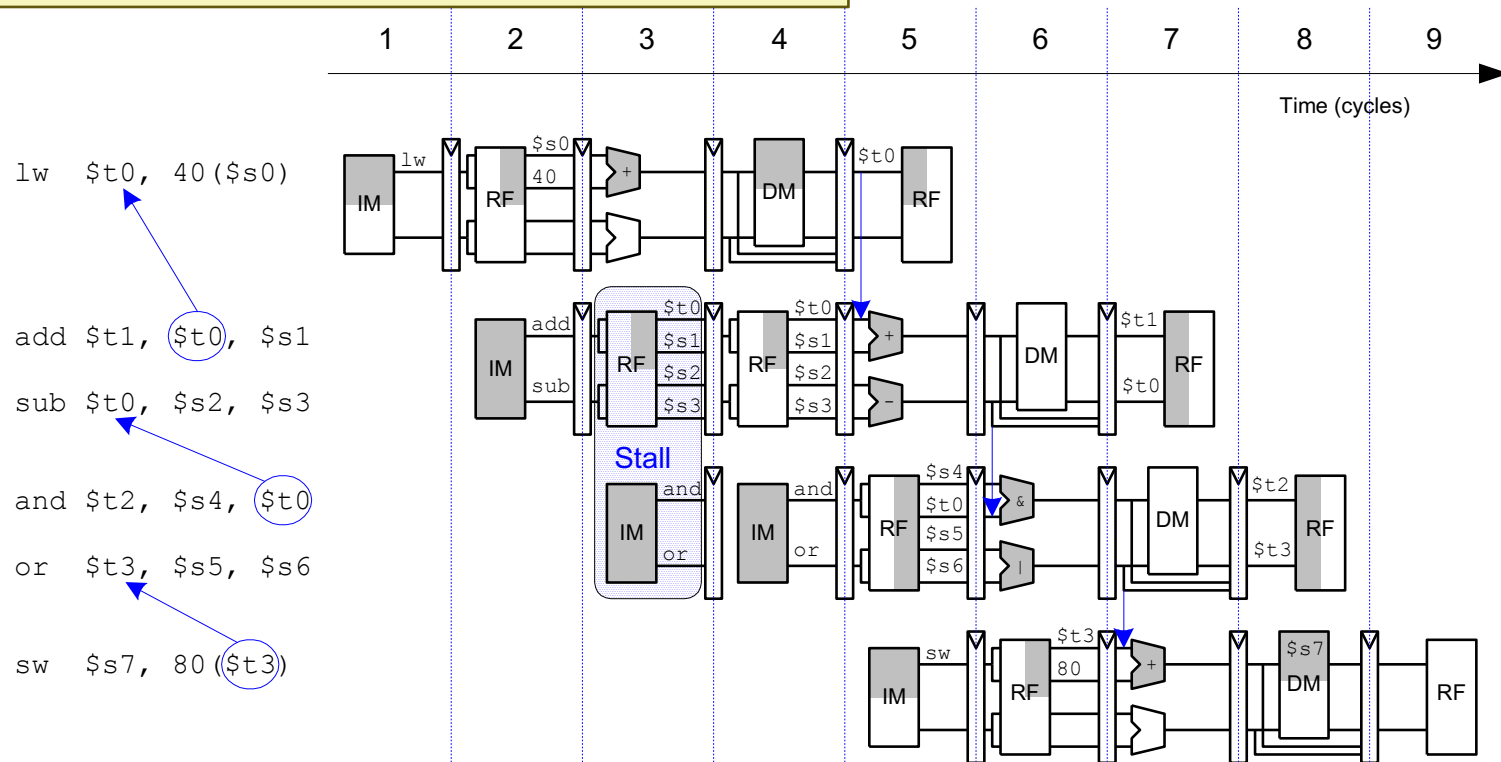 1 2 3 4 5 6 7 8 9
Time (cycles)
lw $t0, 40($s0)
IM lw RF $s0 40 + DM $t0 RF
add $t1, $t0, $s1
sub $t0, $s2, $s3
IM add sub RF $t0 $s1 $s2 $s3 RF $t0 $s1 $s2 $s3 + - DM $t1 $t0 RF
Stall
and $t2, $s4, $t0
or $t3, $s5, $s6
IM and or IM and or RF $s4 $t0 $s5 $s6 & | DM $t2 $t3 RF
sw $s7, 80($t3)
IM sw RF $t3 80 + $s7 DM RF